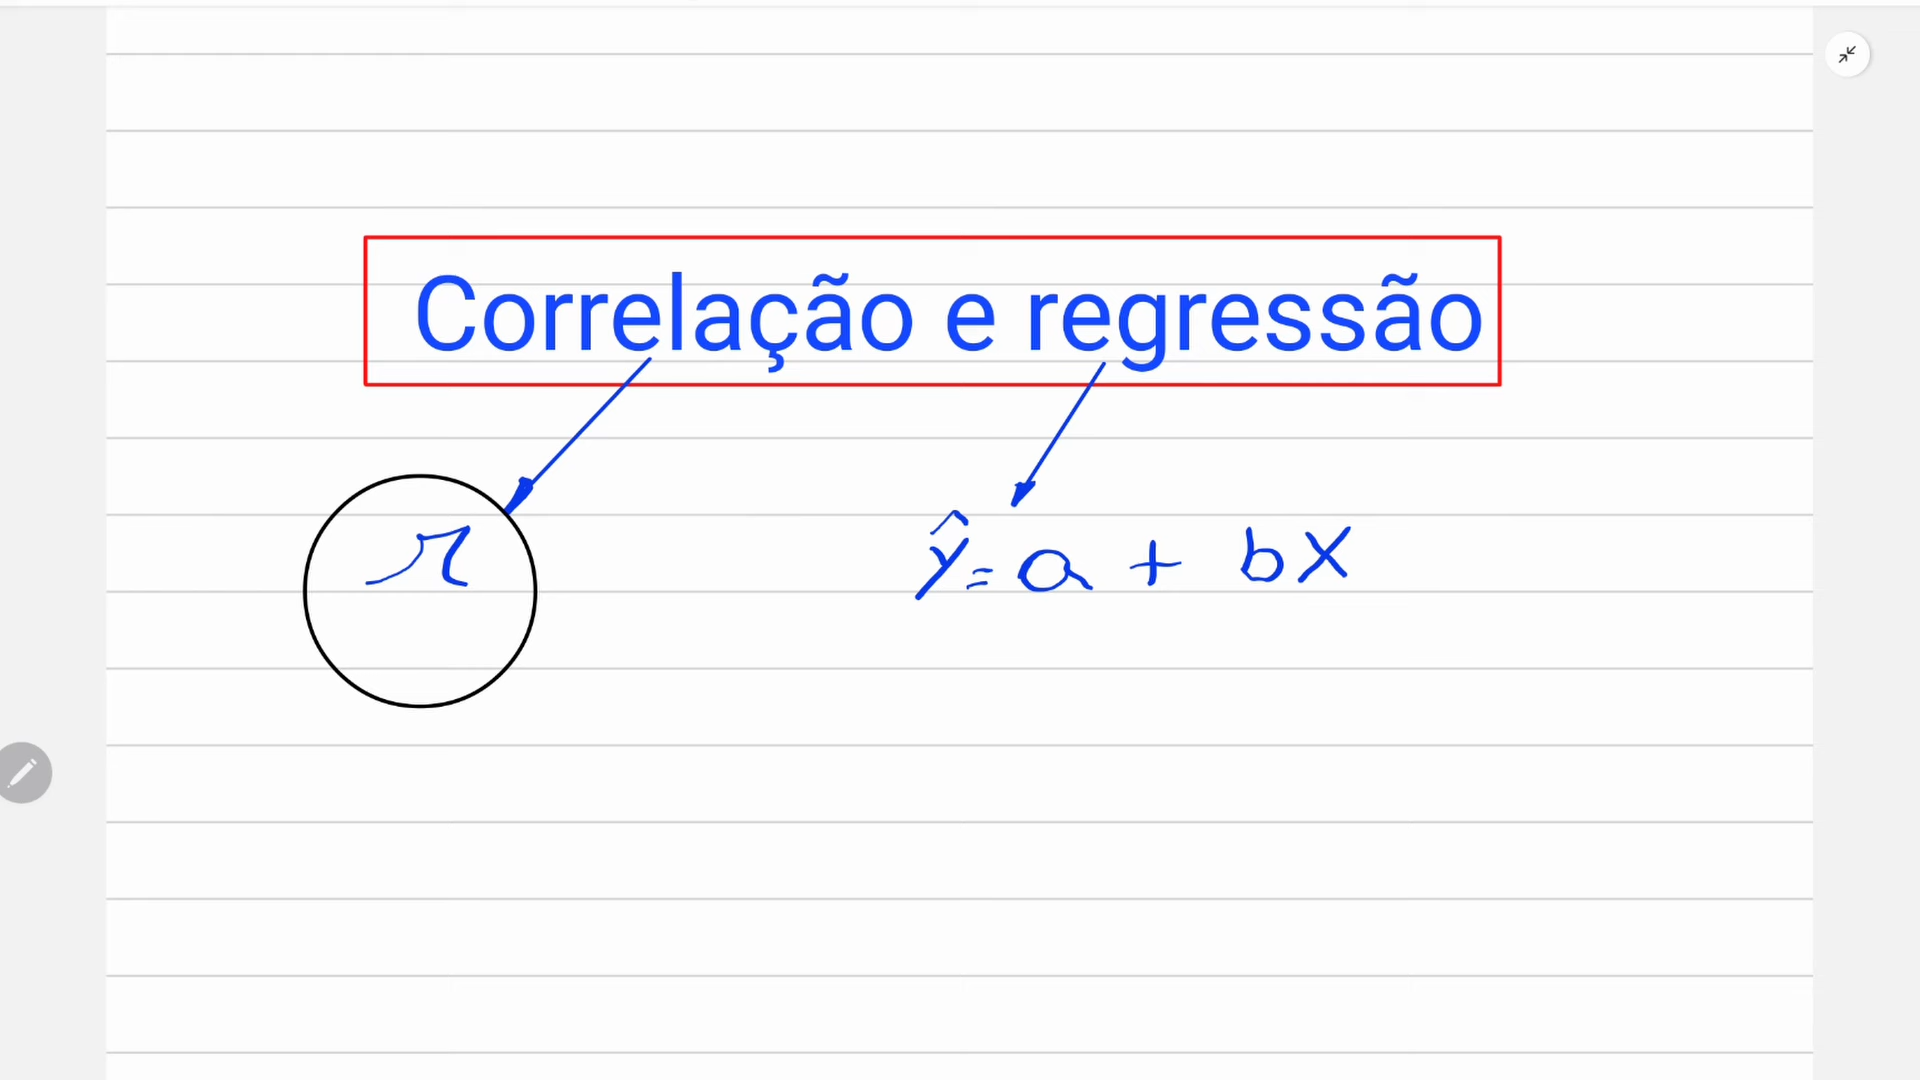 Correlação e regressão
r
ŷ = a + bx